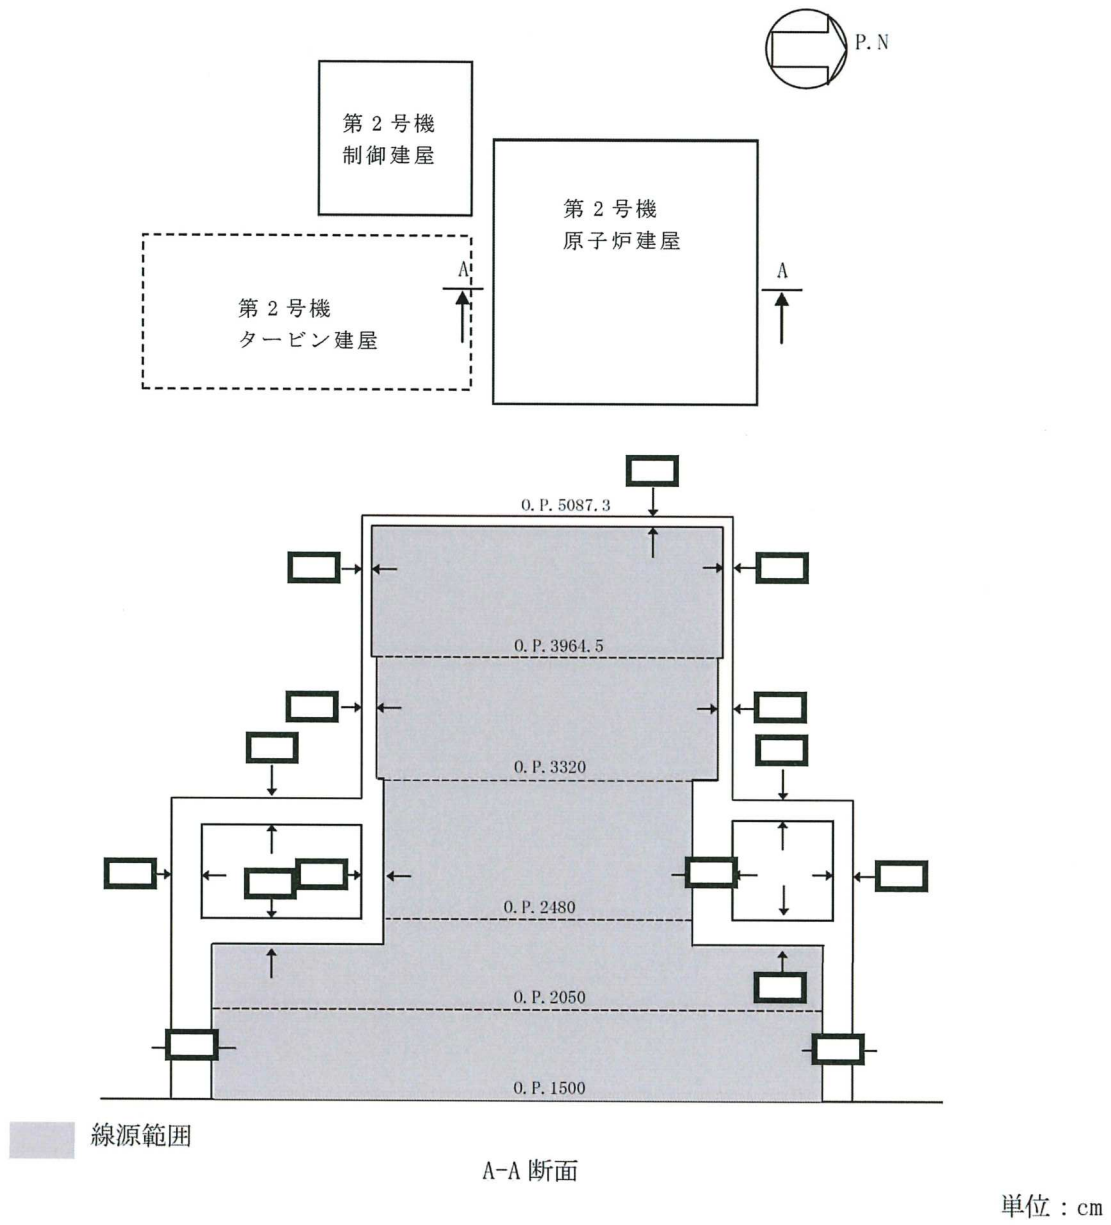 P.N
第2号機
制御建屋
第2号機
原子炉建屋
A
A
第2号機
タービン建屋
O.P.5087.3
O.P.3964.5
O.P.3320
O.P.2480
O.P.2050
O.P.1500
線源範囲
A-A 断面
単位:cm